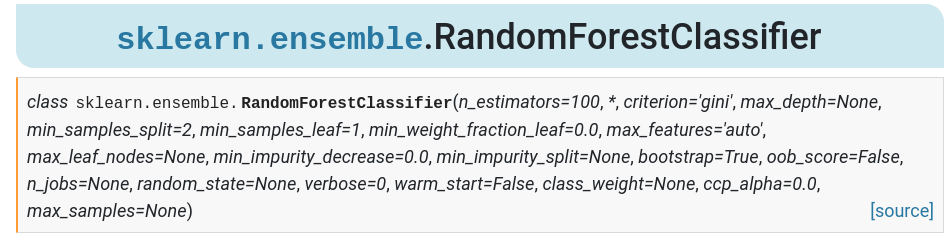 sklearn.ensemble.RandomForestClassifier
class sklearn.ensemble.RandomForestClassifier(n_estimators=100, *, criterion='gini', max_depth=None,
min_samples_split=2, min_samples_leaf=1, min_weight_fraction_leaf=0.0, max_features='auto',
max_leaf_nodes=None, min_impurity_decrease=0.0, min_impurity_split=None, bootstrap=True, oob_score=False,
n_jobs=None, random_state=None, verbose=0, warm_start=False, class_weight=None, ccp_alpha=0.0,
max_samples=None) [source]